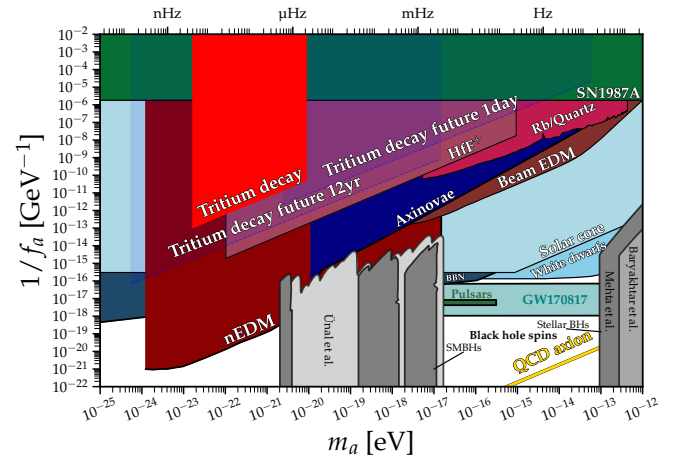 nHz μHz mHz Hz
10⁻²
10⁻³
10⁻⁴
10⁻⁵
10⁻⁶
10⁻⁷
10⁻⁸
10⁻⁹
10⁻¹⁰
10⁻¹¹
10⁻¹²
10⁻¹³
10⁻¹⁴
10⁻¹⁵
10⁻¹⁶
10⁻¹⁷
10⁻¹⁸
10⁻¹⁹
10⁻²⁰
10⁻²¹
10⁻²²
1/fₐ [GeV⁻¹]
SN1987A
Tritium decay future 1day
Rb/Quartz
HfF⁺
Tritium decay
Beam EDM
Tritium decay future 12yr
Axinovae
Solar core
White dwarfs
BBN
Pulsars
GW170817
nEDM
Ünal et al.
Stellar BHs
Black hole spins
SMBHs
QCD axion
Mehta et al.
Baryakhtar et al.
10⁻²⁵ 10⁻²⁴ 10⁻²³ 10⁻²² 10⁻²¹ 10⁻²⁰ 10⁻¹⁹ 10⁻¹⁸ 10⁻¹⁷ 10⁻¹⁶ 10⁻¹⁵ 10⁻¹⁴ 10⁻¹³ 10⁻¹²
mₐ [eV]